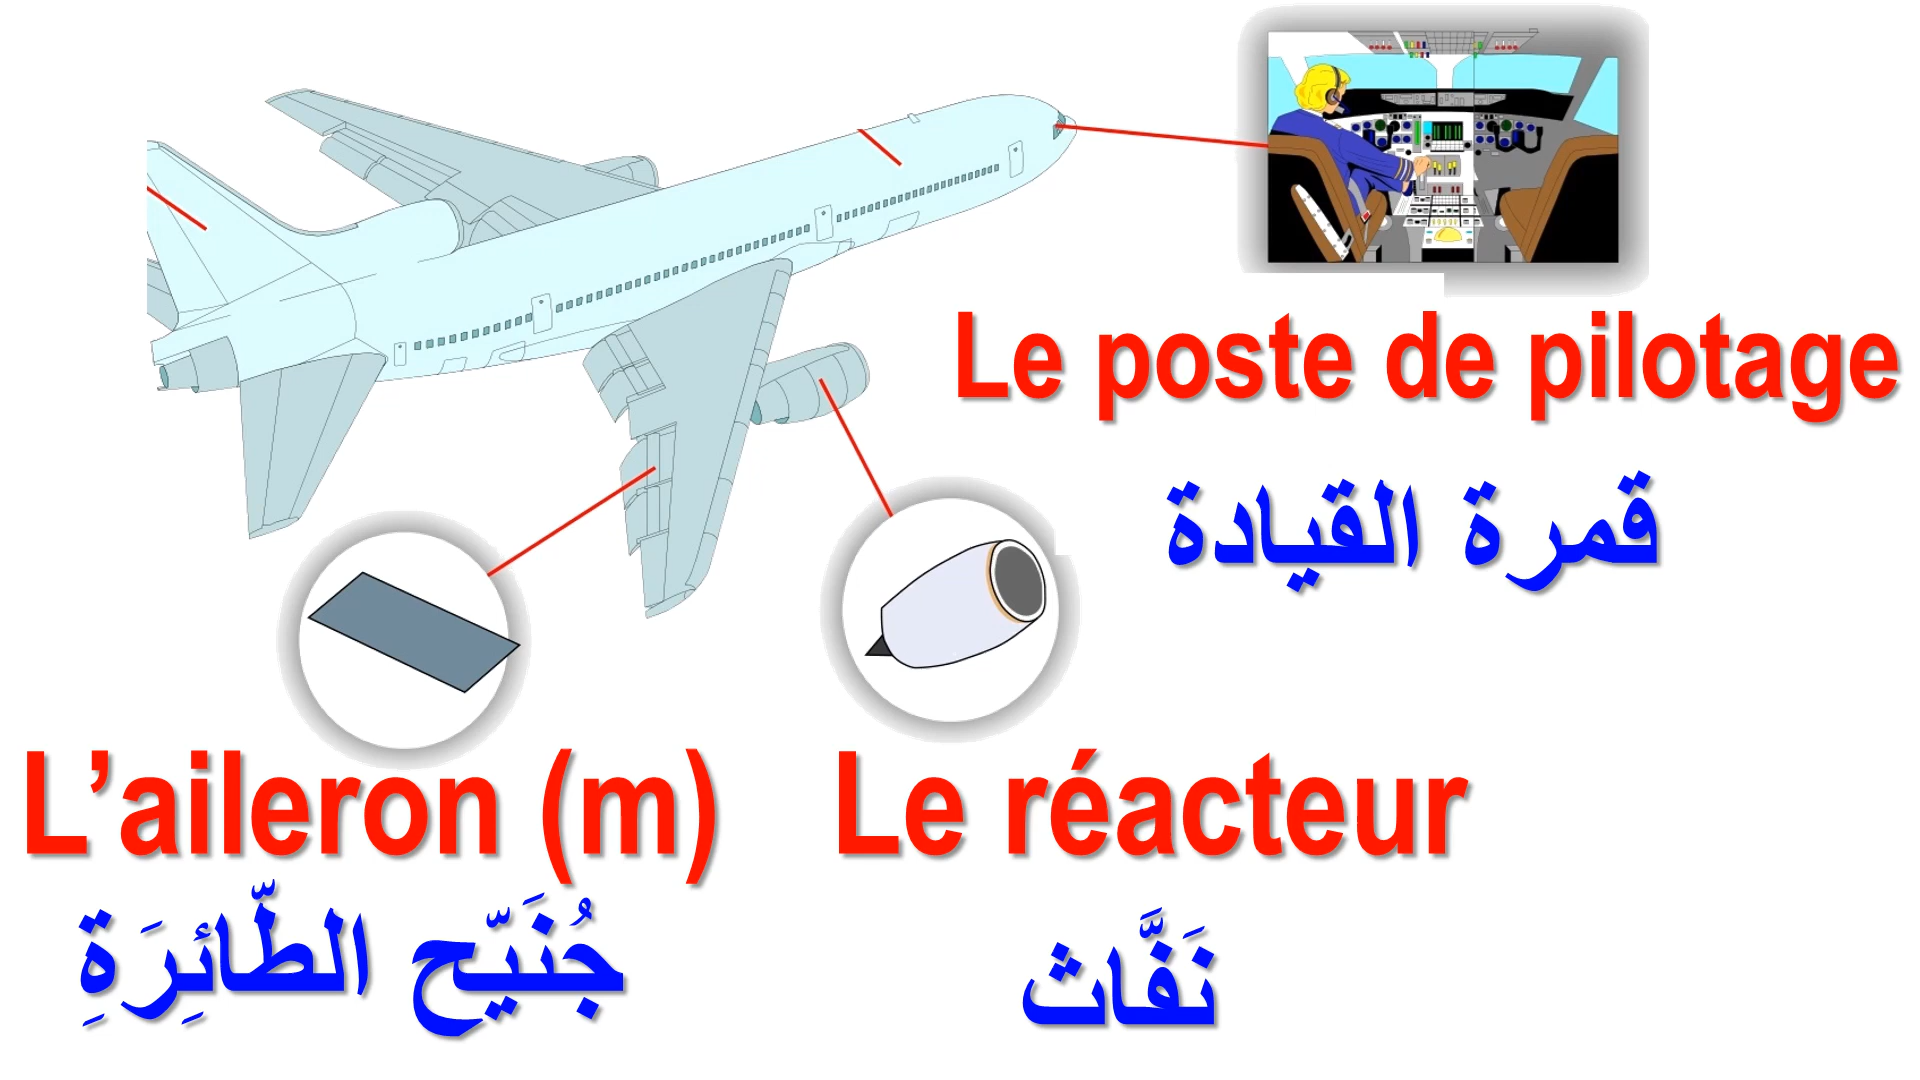 Le poste de pilotage
قمرة القيادة
L’aileron (m)
جُنَيّح الطّائِرَةِ
Le réacteur
نَفَّاث